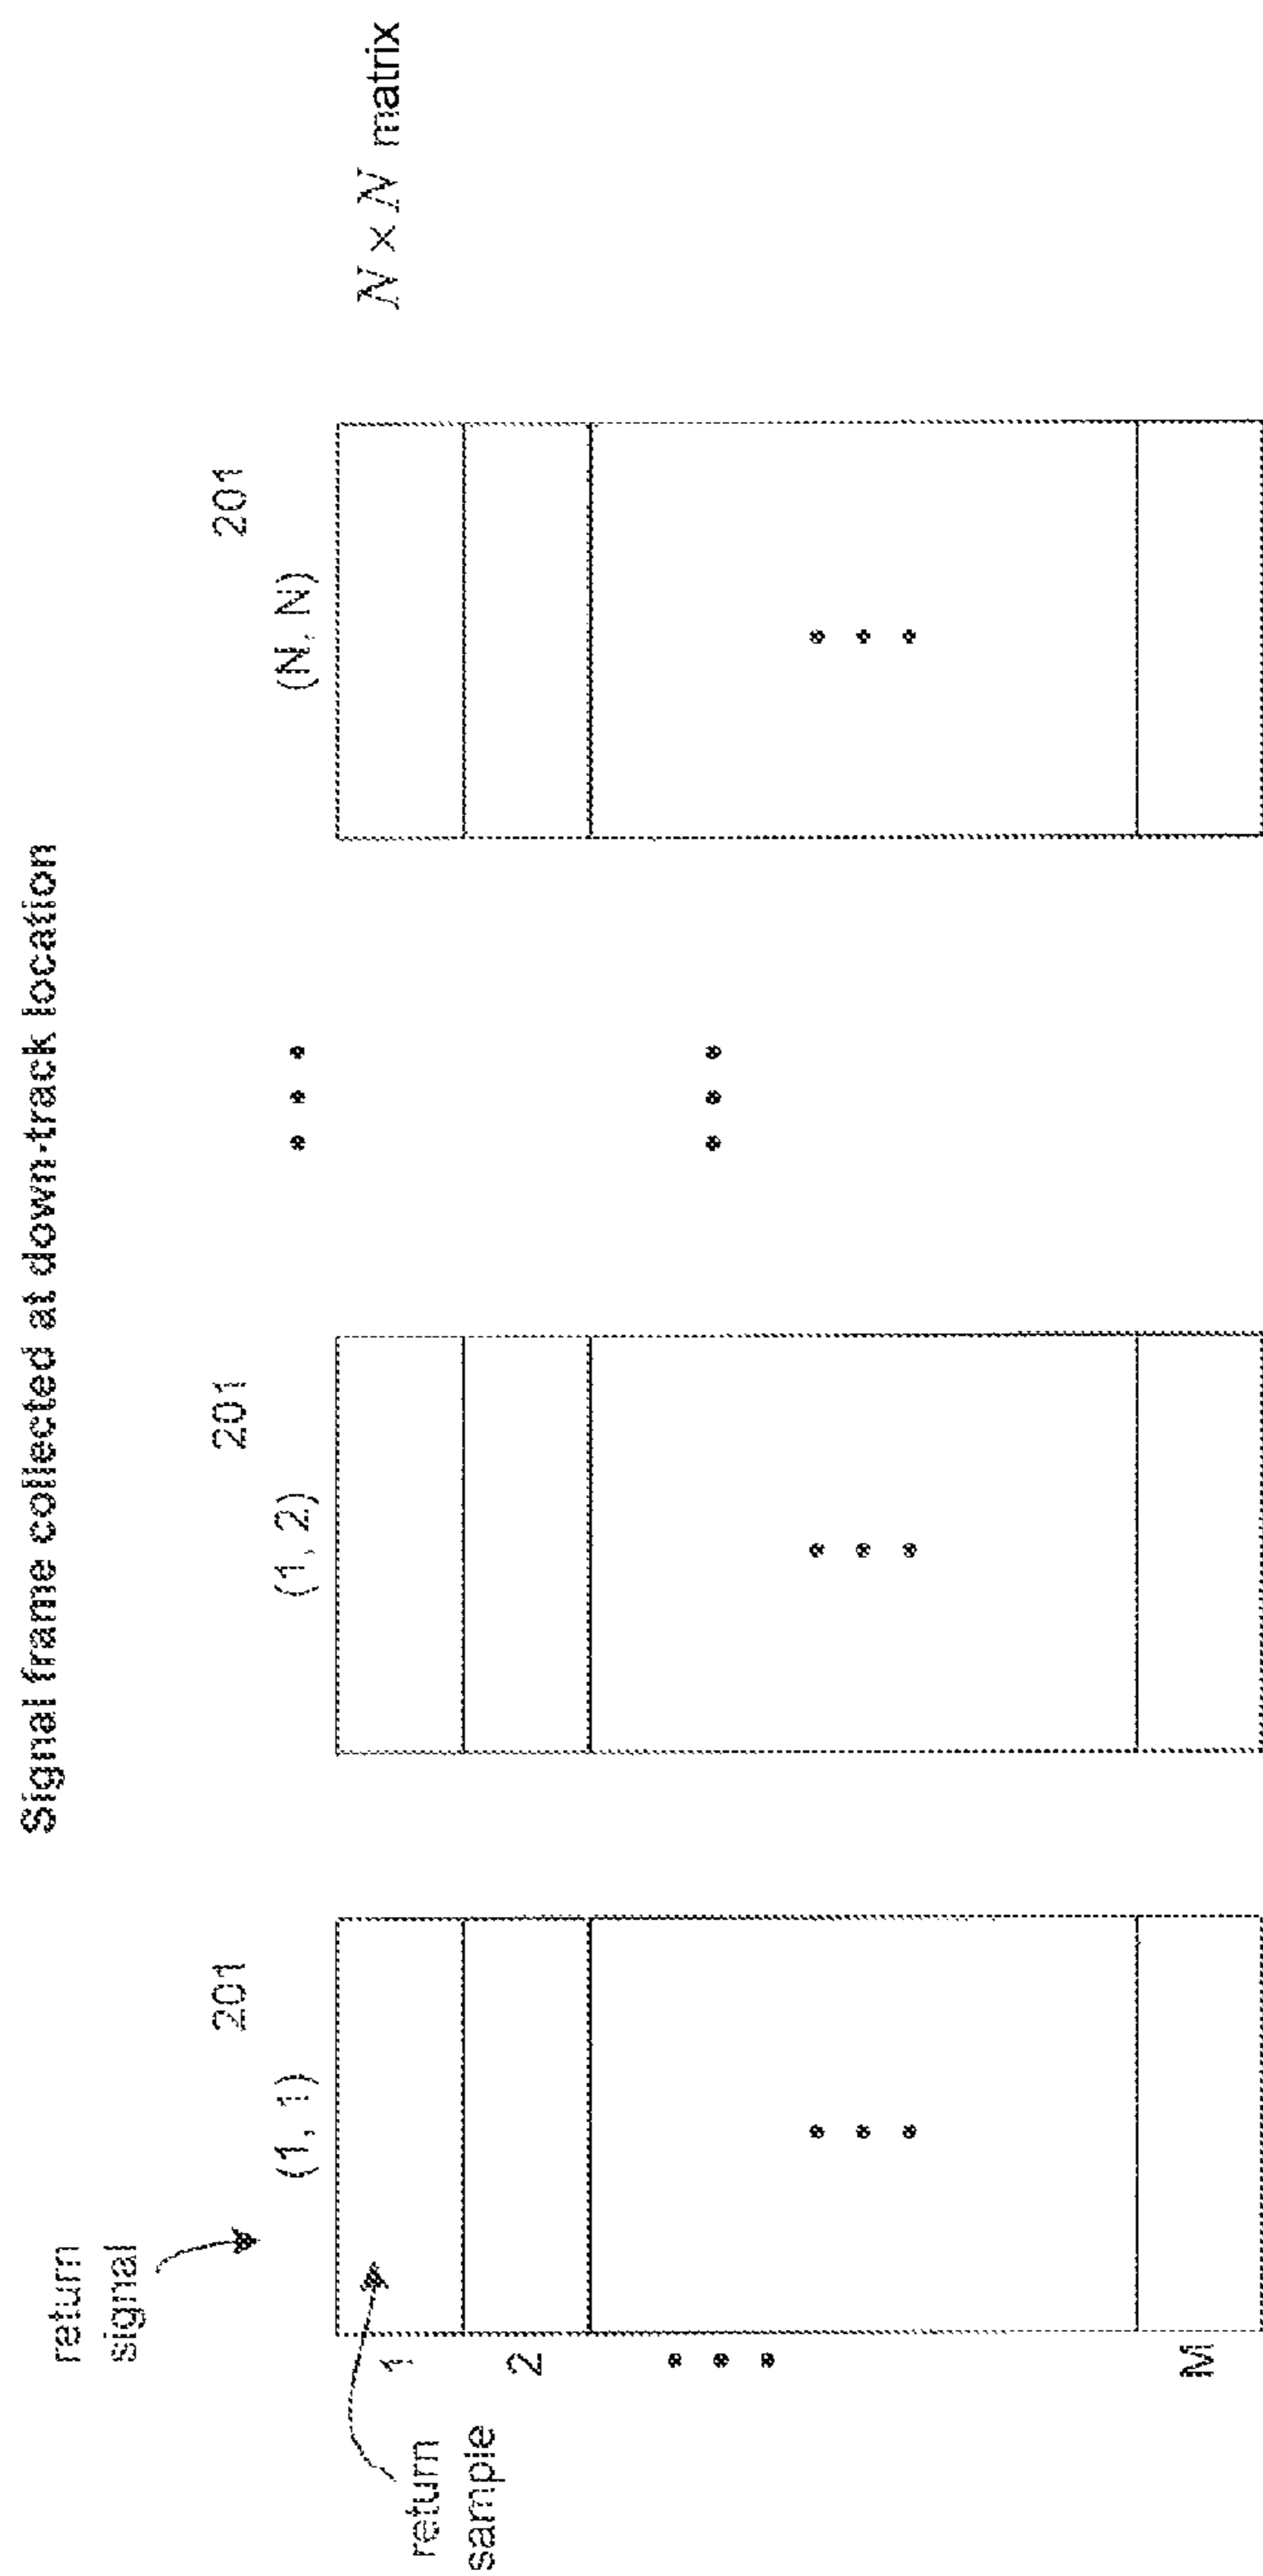 Signal frame collected at down-track location
return
signal
201
201
201
(1, 1)
(1, 2)
(N, N)
N × N matrix
return
sample
1
2
M